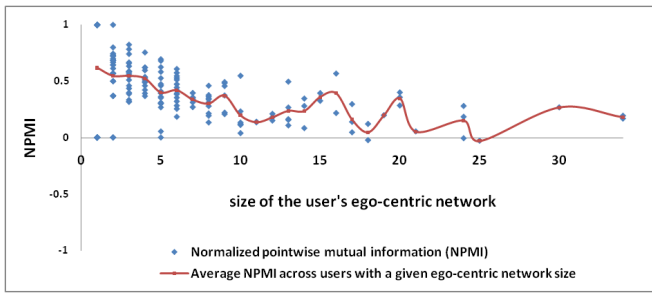 1
0.5
0
-0.5
-1
NPMI
0 5 10 15 20 25 30
size of the user's ego-centric network
Normalized pointwise mutual information (NPMI)
Average NPMI across users with a given ego-centric network size